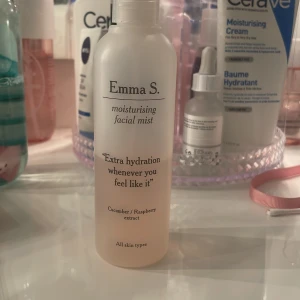 Emma S.
moisturising
facial mist
"Extra hydration
whenever you
feel like it"
Cucumber / Raspberry
extract
All skin types
CeraVe
Moisturising
Cream
Baume
Hydratant